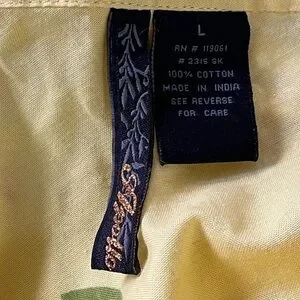 L
RN # 119061
# 2315 SK
100% COTTON
MADE IN INDIA
SEE REVERSE
FOR CARE